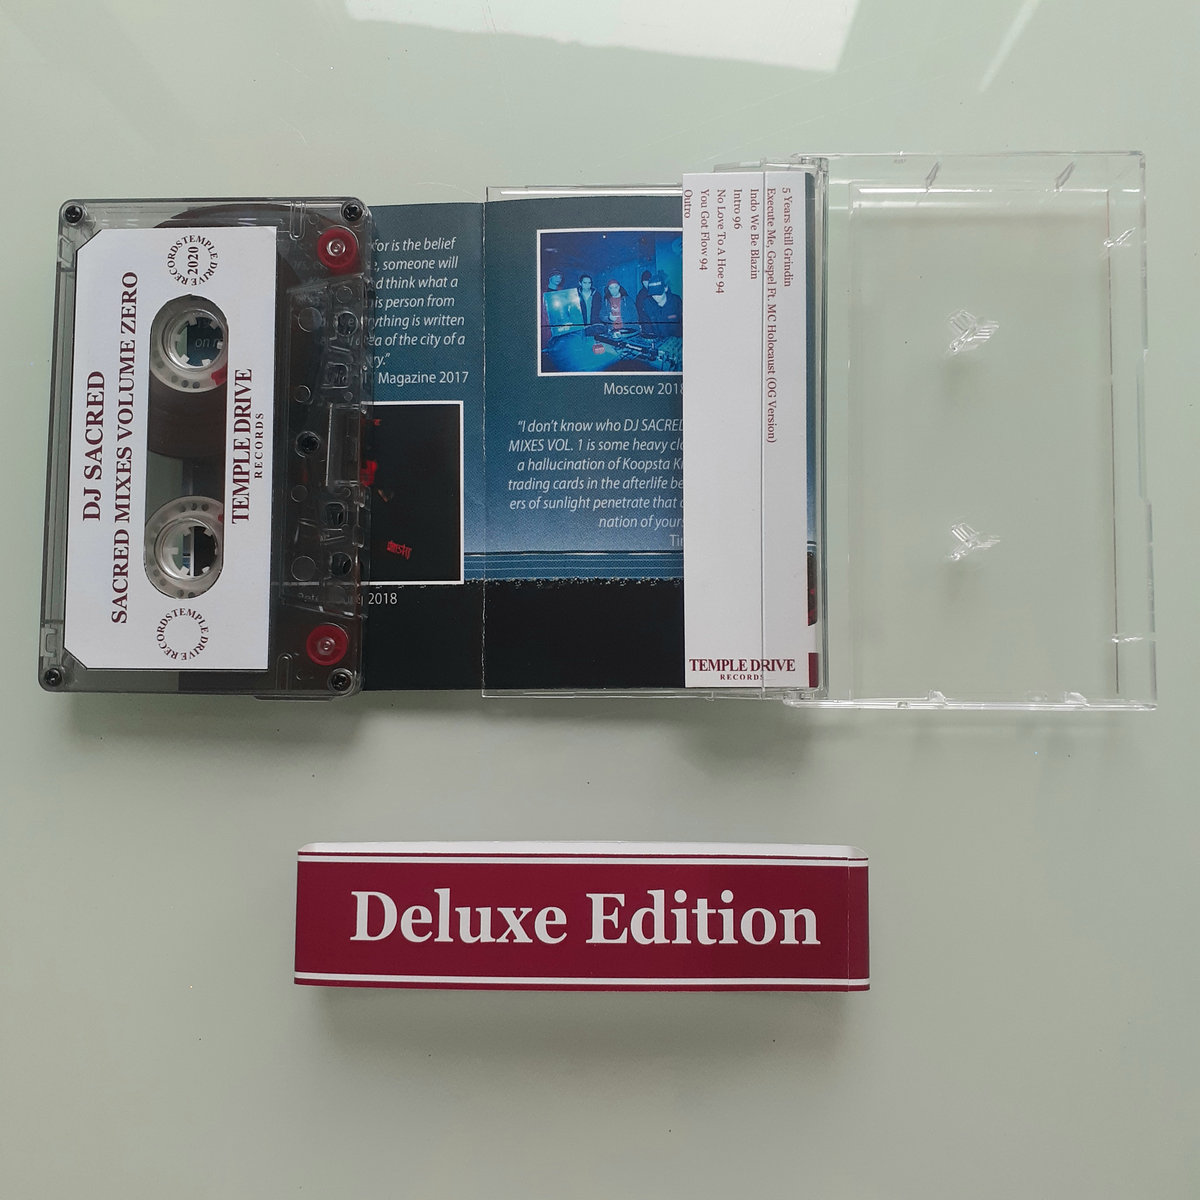 DJ SACRED
SACRED MIXES VOLUME ZERO
TEMPLE DRIVE RECORDS
2020
TEMPLE DRIVE
RECORDS
TEMPLE DRIVE RECORDS
for is the belief
someone will
think what a
is person from
rything is written
of the city of a
Magazine 2017
2018
Moscow 2018
"I don't know who DJ SACRED
MIXES VOL. 1 is some heavy
a hallucination of Koopsta
trading cards in the afterlife
ers of sunlight penetrate that
nation of
5 Years Still Grindin
Execute Me, Gospel Ft. MC Holocaust (OG Version)
Indo We Be Blazin
Intro 96
No Love To A Hoe 94
You Got Flow 94
Outro
TEMPLE DRIVE
RECORDS
Deluxe Edition